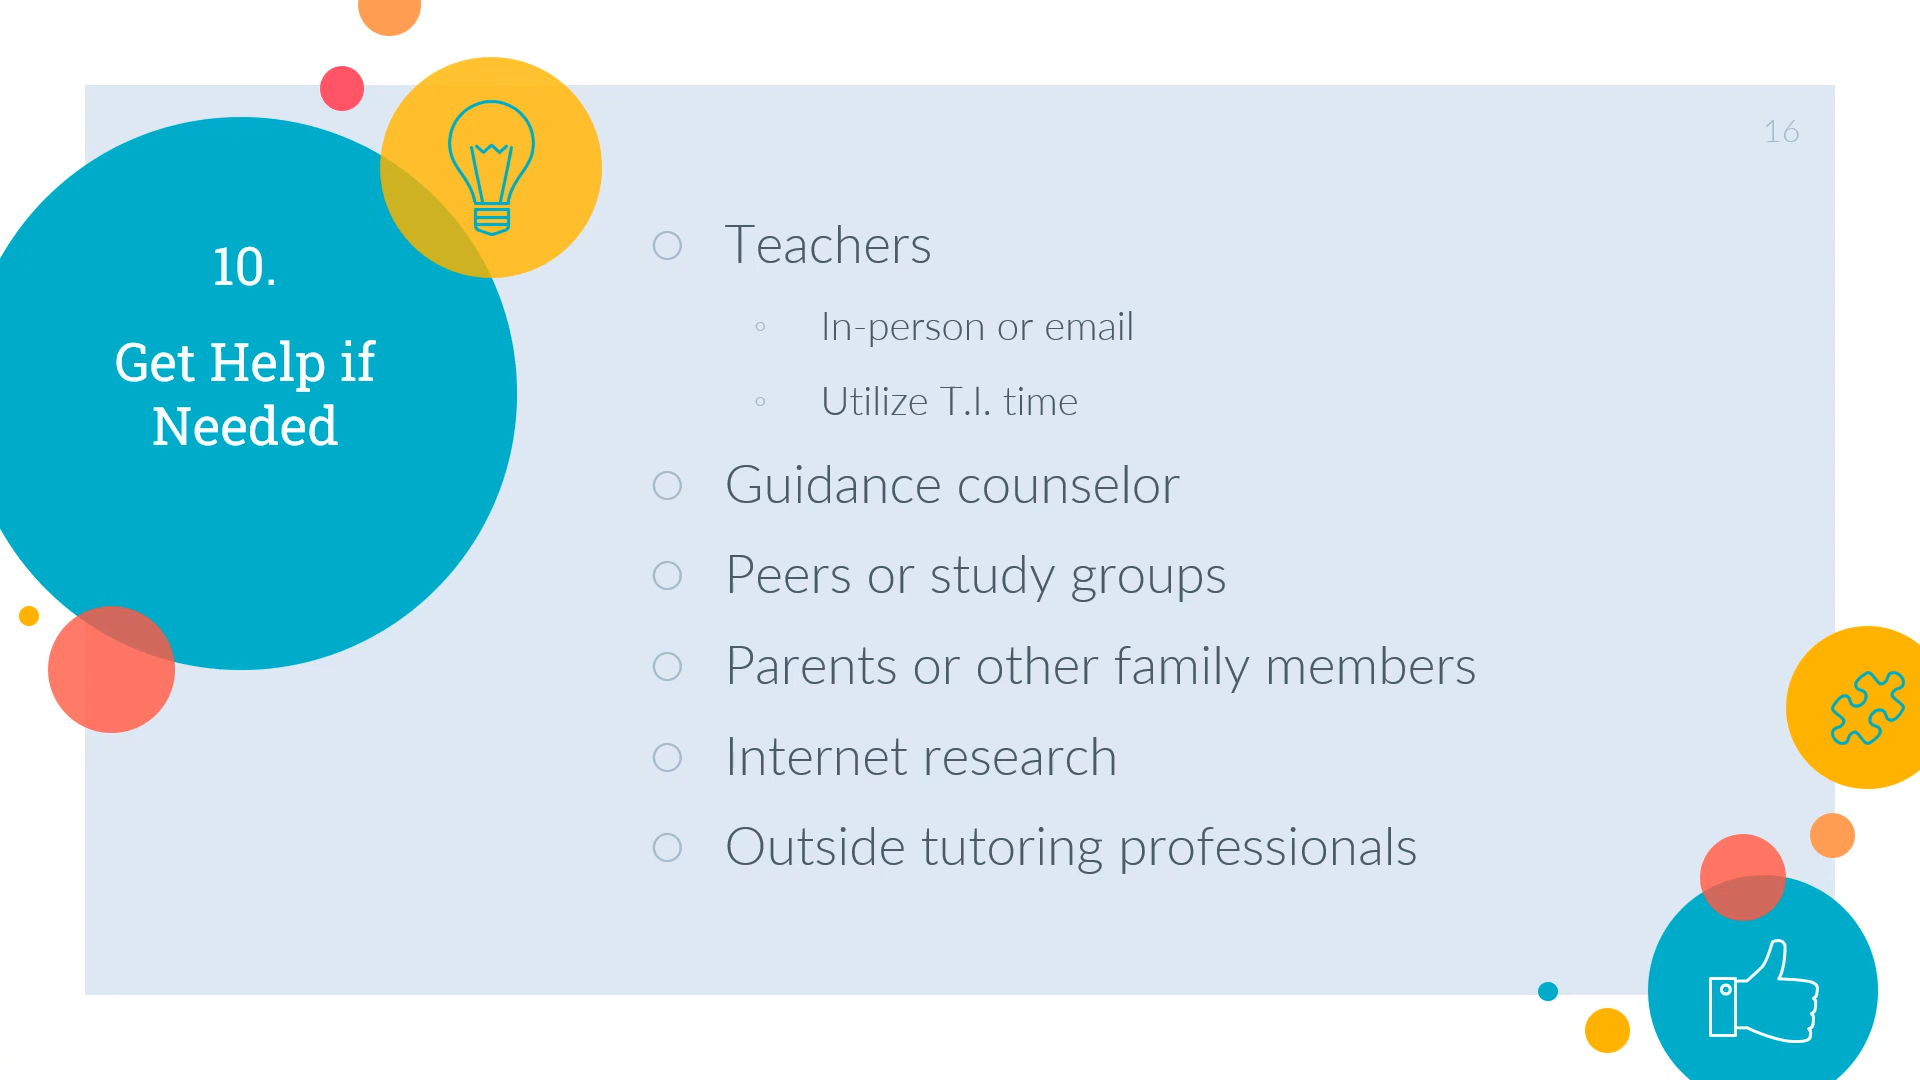 10.
Get Help if
Needed
16
Teachers
In-person or email
Utilize T.I. time
Guidance counselor
Peers or study groups
Parents or other family members
Internet research
Outside tutoring professionals